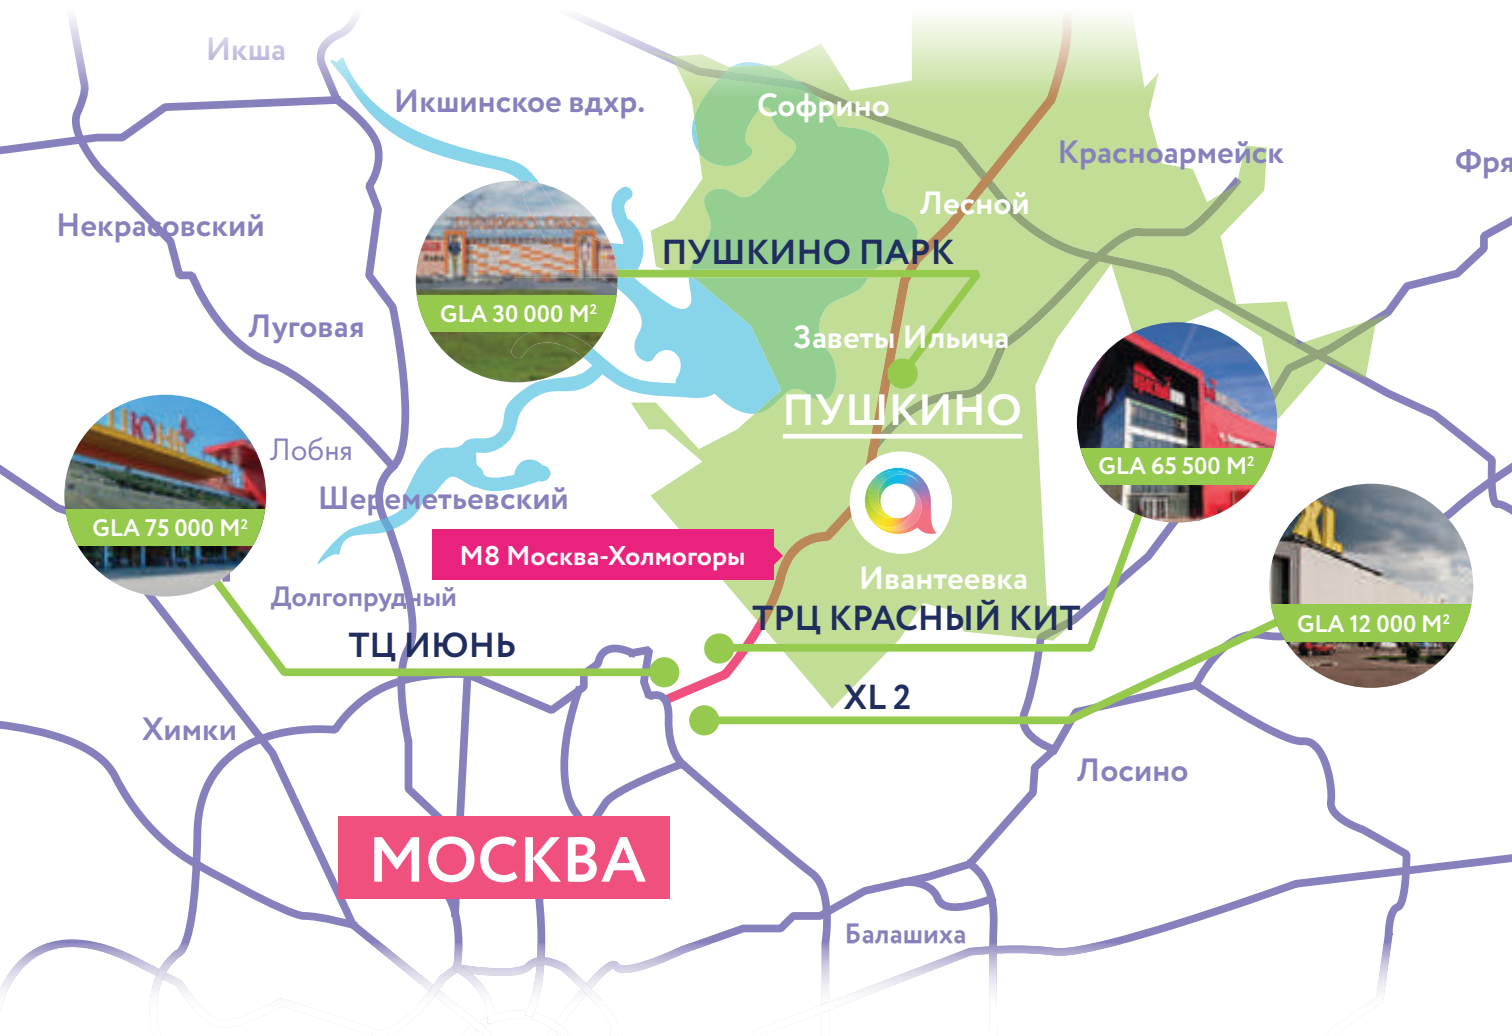 Икша
Икшинское вдхр.
Софрино
Красноармейск
Фря
Некрасовский
Лесной
ПУШКИНО ПАРК
GLA 30 000 М²
Луговая
Заветы Ильича
ПУШКИНО
Лобня
GLA 65 500 М²
Шереметьевский
GLA 75 000 М²
М8 Москва-Холмогоры
XL
Ивантеевка
Долгопрудный
ТРЦ КРАСНЫЙ КИТ
GLA 12 000 М²
ТЦ ИЮНЬ
XL 2
Химки
Лосино
МОСКВА
Балашиха